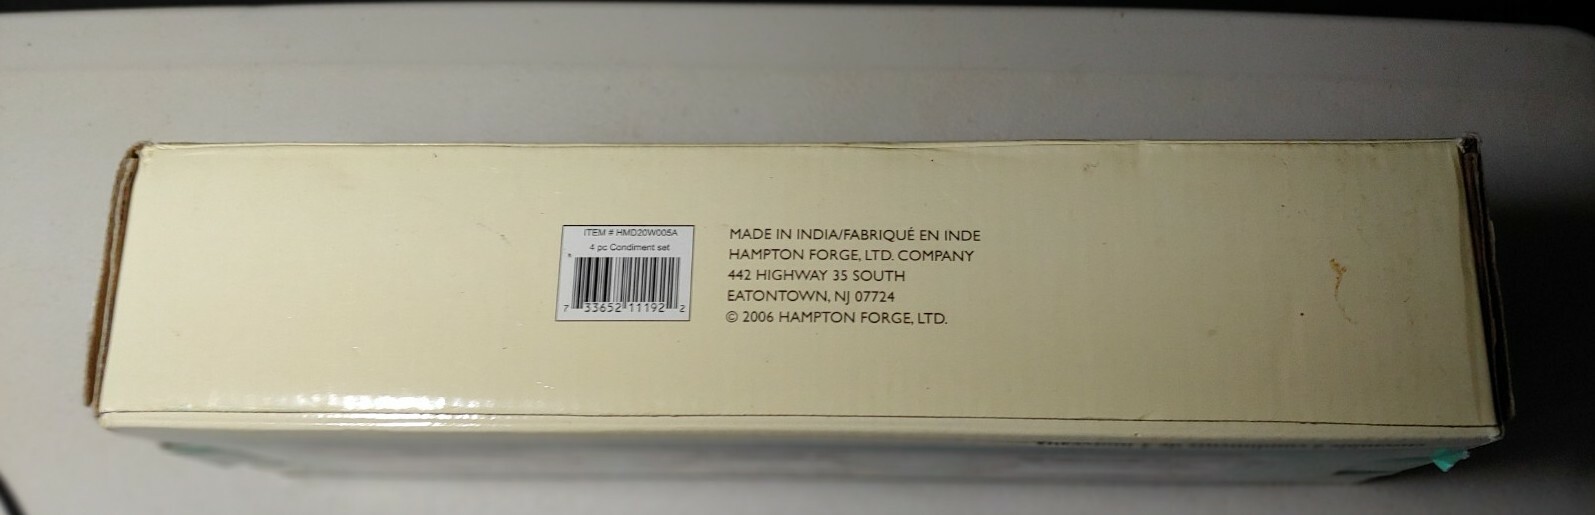 ITEM # HMD20W005A
4 pc Condiment set
7 33652 11192 2
MADE IN INDIA/FABRIQUÉ EN INDE
HAMPTON FORGE, LTD. COMPANY
442 HIGHWAY 35 SOUTH
EATONTOWN, NJ 07724
© 2006 HAMPTON FORGE, LTD.